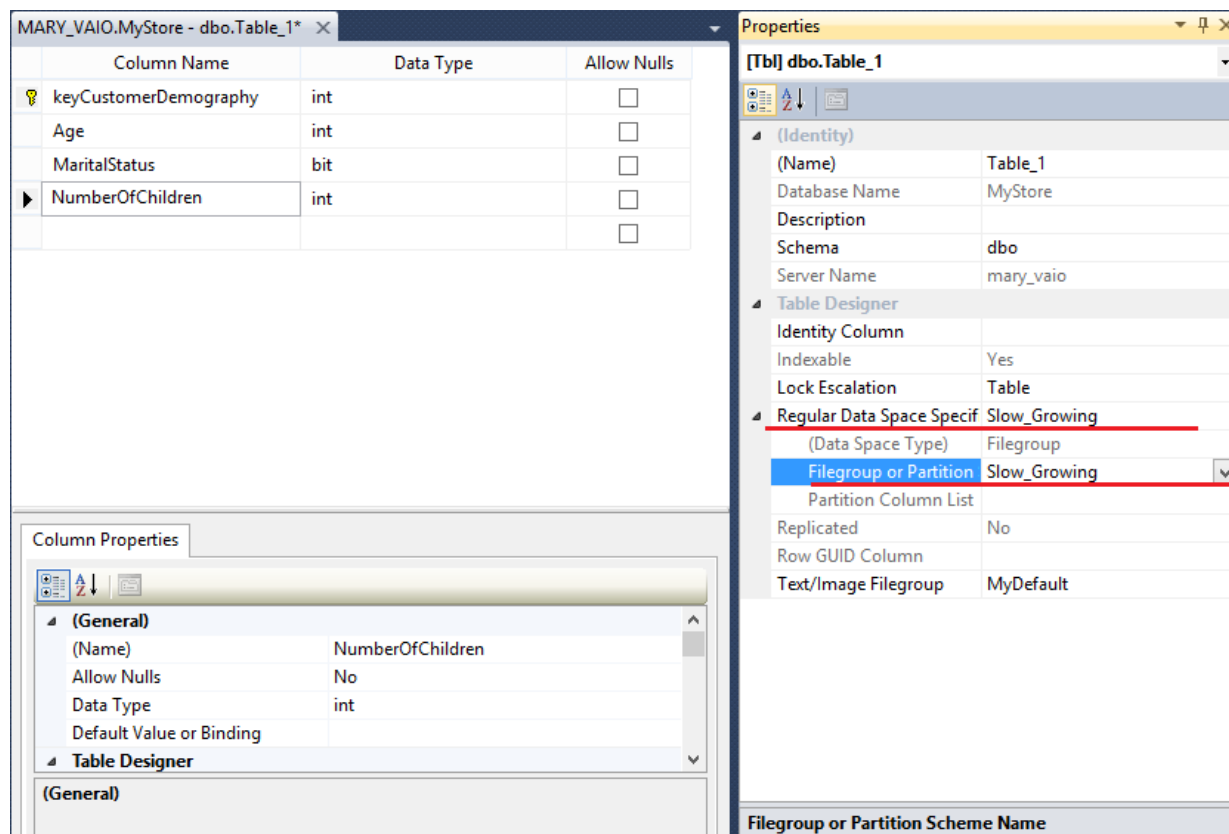 MARY_VAIO.MyStore - dbo.Table_1*
Column Name Data Type Allow Nulls
keyCustomerDemography int
Age int
MaritalStatus bit
NumberOfChildren int
Column Properties
(General)
(Name) NumberOfChildren
Allow Nulls No
Data Type int
Default Value or Binding
Table Designer
(General)
Properties
[Tbl] dbo.Table_1
(Identity)
(Name) Table_1
Database Name MyStore
Description
Schema dbo
Server Name mary_vaio
Table Designer
Identity Column
Indexable Yes
Lock Escalation Table
Regular Data Space Specif Slow_Growing
(Data Space Type) Filegroup
Filegroup or Partition Slow_Growing
Partition Column List
Replicated No
Row GUID Column
Text/Image Filegroup MyDefault
Filegroup or Partition Scheme Name